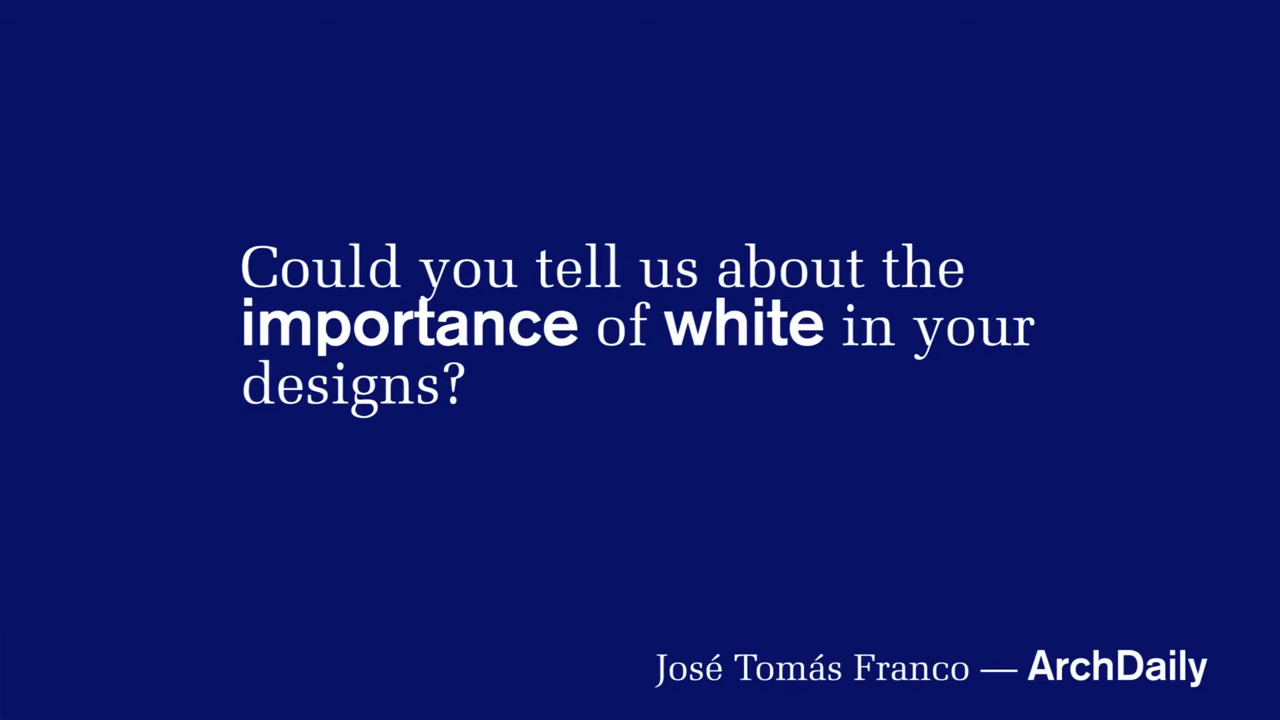 Could you tell us about the
importance of white in your
designs?
José Tomás Franco — ArchDaily